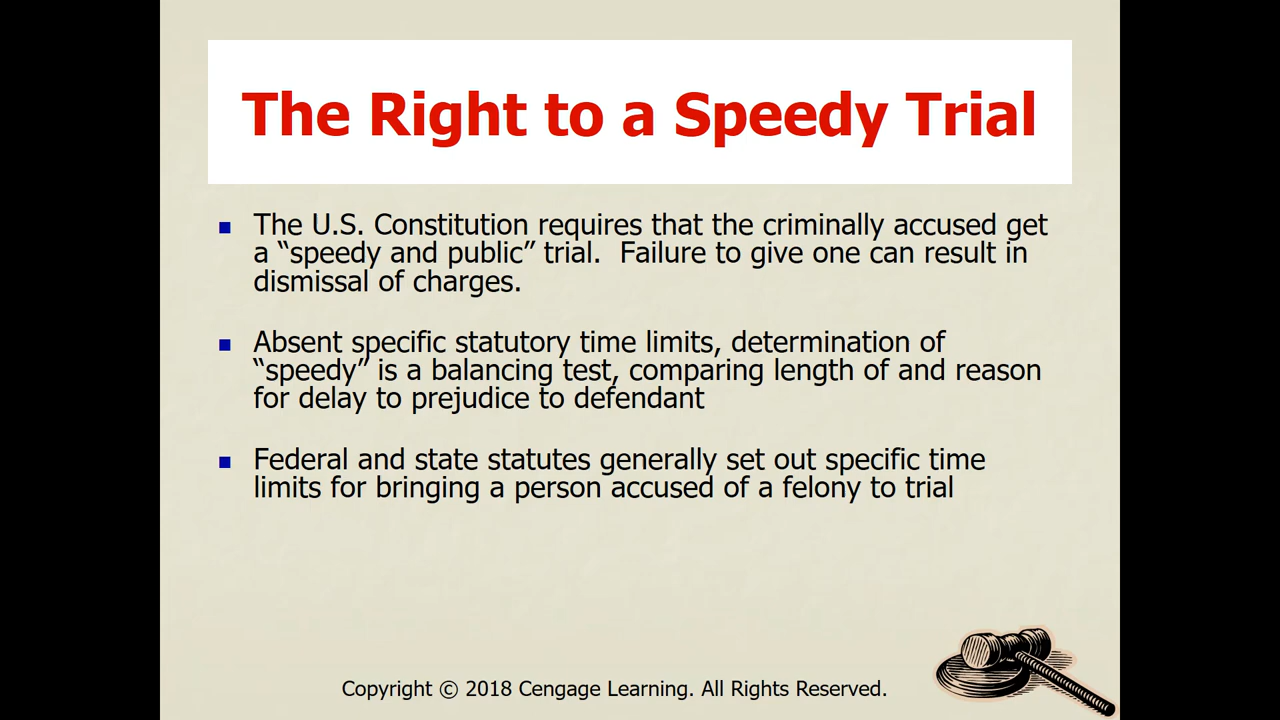 The Right to a Speedy Trial
The U.S. Constitution requires that the criminally accused get
a “speedy and public” trial.  Failure to give one can result in
dismissal of charges.
Absent specific statutory time limits, determination of
“speedy” is a balancing test, comparing length of and reason
for delay to prejudice to defendant
Federal and state statutes generally set out specific time
limits for bringing a person accused of a felony to trial
Copyright © 2018 Cengage Learning. All Rights Reserved.